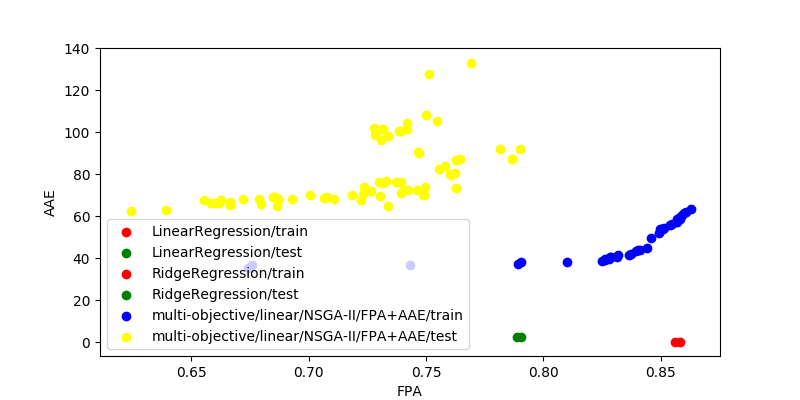 140
120
100
80
60
40
20
0
AAE
LinearRegression/train
LinearRegression/test
RidgeRegression/train
RidgeRegression/test
multi-objective/linear/NSGA-II/FPA+AAE/train
multi-objective/linear/NSGA-II/FPA+AAE/test
0.65 0.70 0.75 0.80 0.85
FPA